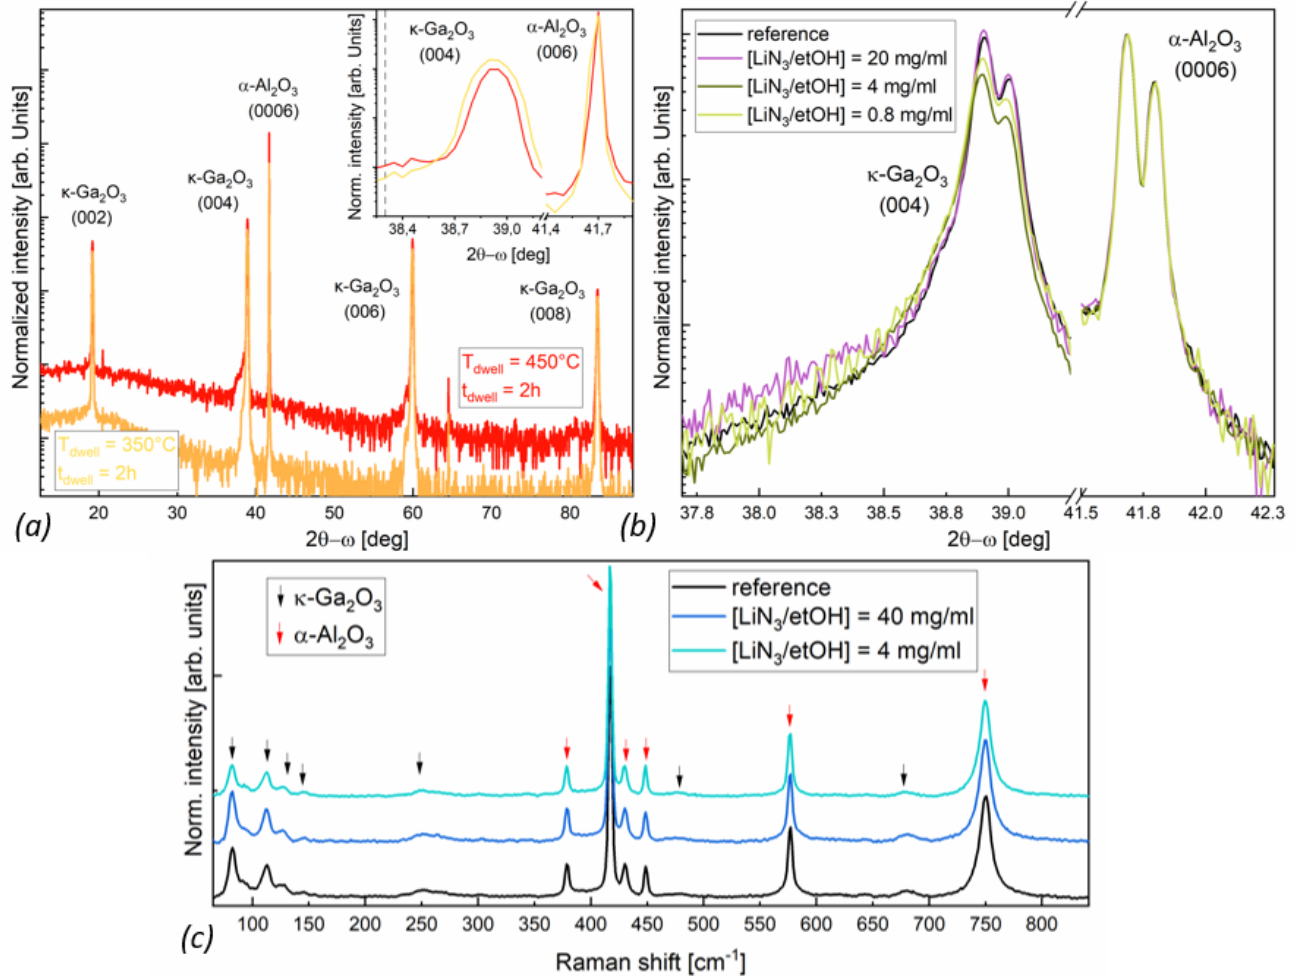 κ-Ga₂O₃
(002)
κ-Ga₂O₃
(004)
α-Al₂O₃
(0006)
κ-Ga₂O₃
(006)
κ-Ga₂O₃
(008)
T_dwell = 450°C
t_dwell = 2h
T_dwell = 350°C
t_dwell = 2h
Normalized intensity [arb. Units]
20 30 40 50 60 70 80
2θ–ω [deg]
(a)
κ-Ga₂O₃
(004)
α-Al₂O₃
(006)
Norm. intensity [arb. Units]
38,4 38,7 39,0 41,4 41,7
2θ–ω [deg]
reference
[LiN₃/etOH] = 20 mg/ml
[LiN₃/etOH] = 4 mg/ml
[LiN₃/etOH] = 0.8 mg/ml
α-Al₂O₃
(0006)
κ-Ga₂O₃
(004)
Normalized intensity [arb. Units]
37.8 38.0 38.3 38.5 38.8 39.0 41.5 41.8 42.0 42.3
2θ–ω [deg]
(b)
κ-Ga₂O₃
α-Al₂O₃
reference
[LiN₃/etOH] = 40 mg/ml
[LiN₃/etOH] = 4 mg/ml
Norm. intensity [arb. units]
100 150 200 250 300 350 400 450 500 550 600 650 700 750 800
Raman shift [cm⁻¹]
(c)